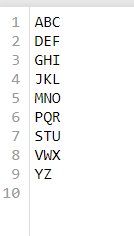 1 ABC
2 DEF
3 GHI
4 JKL
5 MNO
6 PQR
7 STU
8 VWX
9 YZ
10